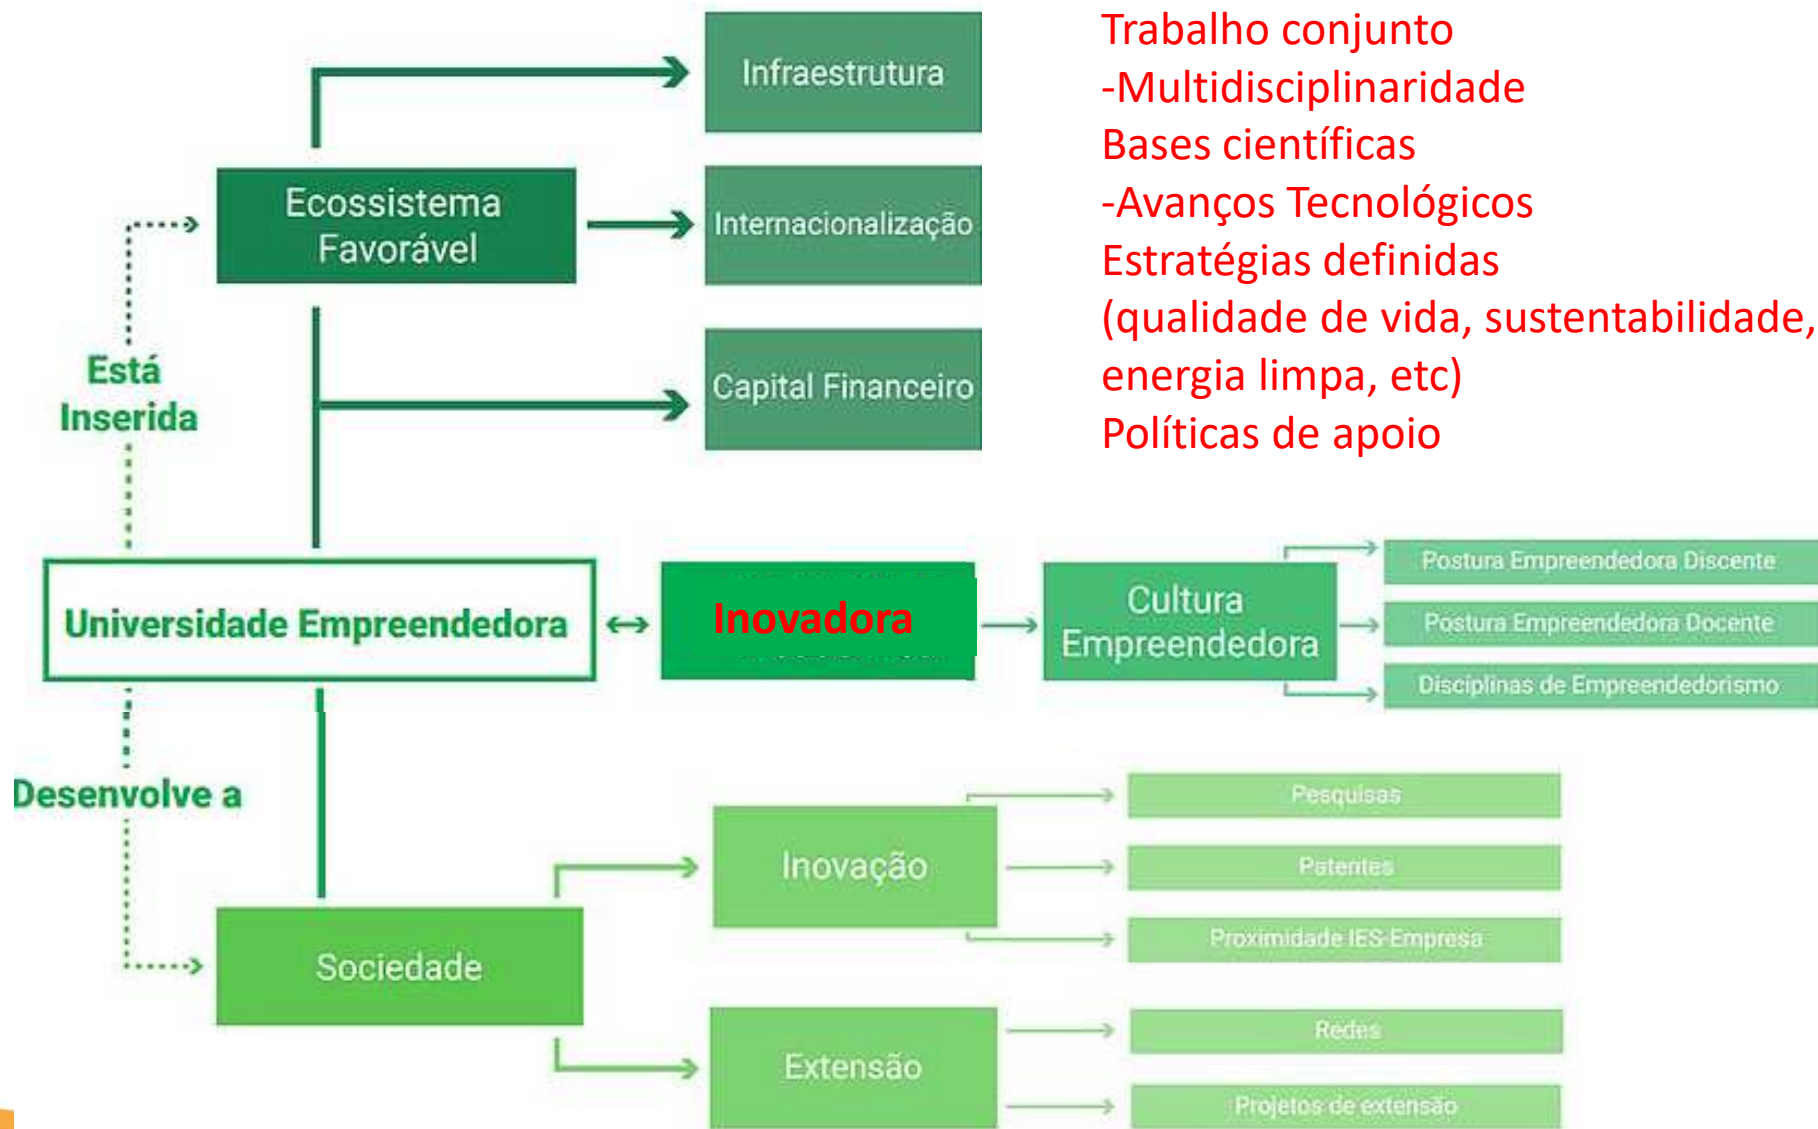 Infraestrutura
Ecossistema
Favorável
Internacionalização
Capital Financeiro
Trabalho conjunto
-Multidisciplinaridade
Bases científicas
-Avanços Tecnológicos
Estratégias definidas
(qualidade de vida, sustentabilidade,
energia limpa, etc)
Políticas de apoio
Está
Inserida
Universidade Empreendedora
Inovadora
Cultura
Empreendedora
Postura Empreendedora Discente
Postura Empreendedora Docente
Disciplinas de Empreendedorismo
Desenvolve a
Sociedade
Inovação
Pesquisas
Patentes
Proximidade IES-Empresa
Extensão
Redes
Projetos de extensão